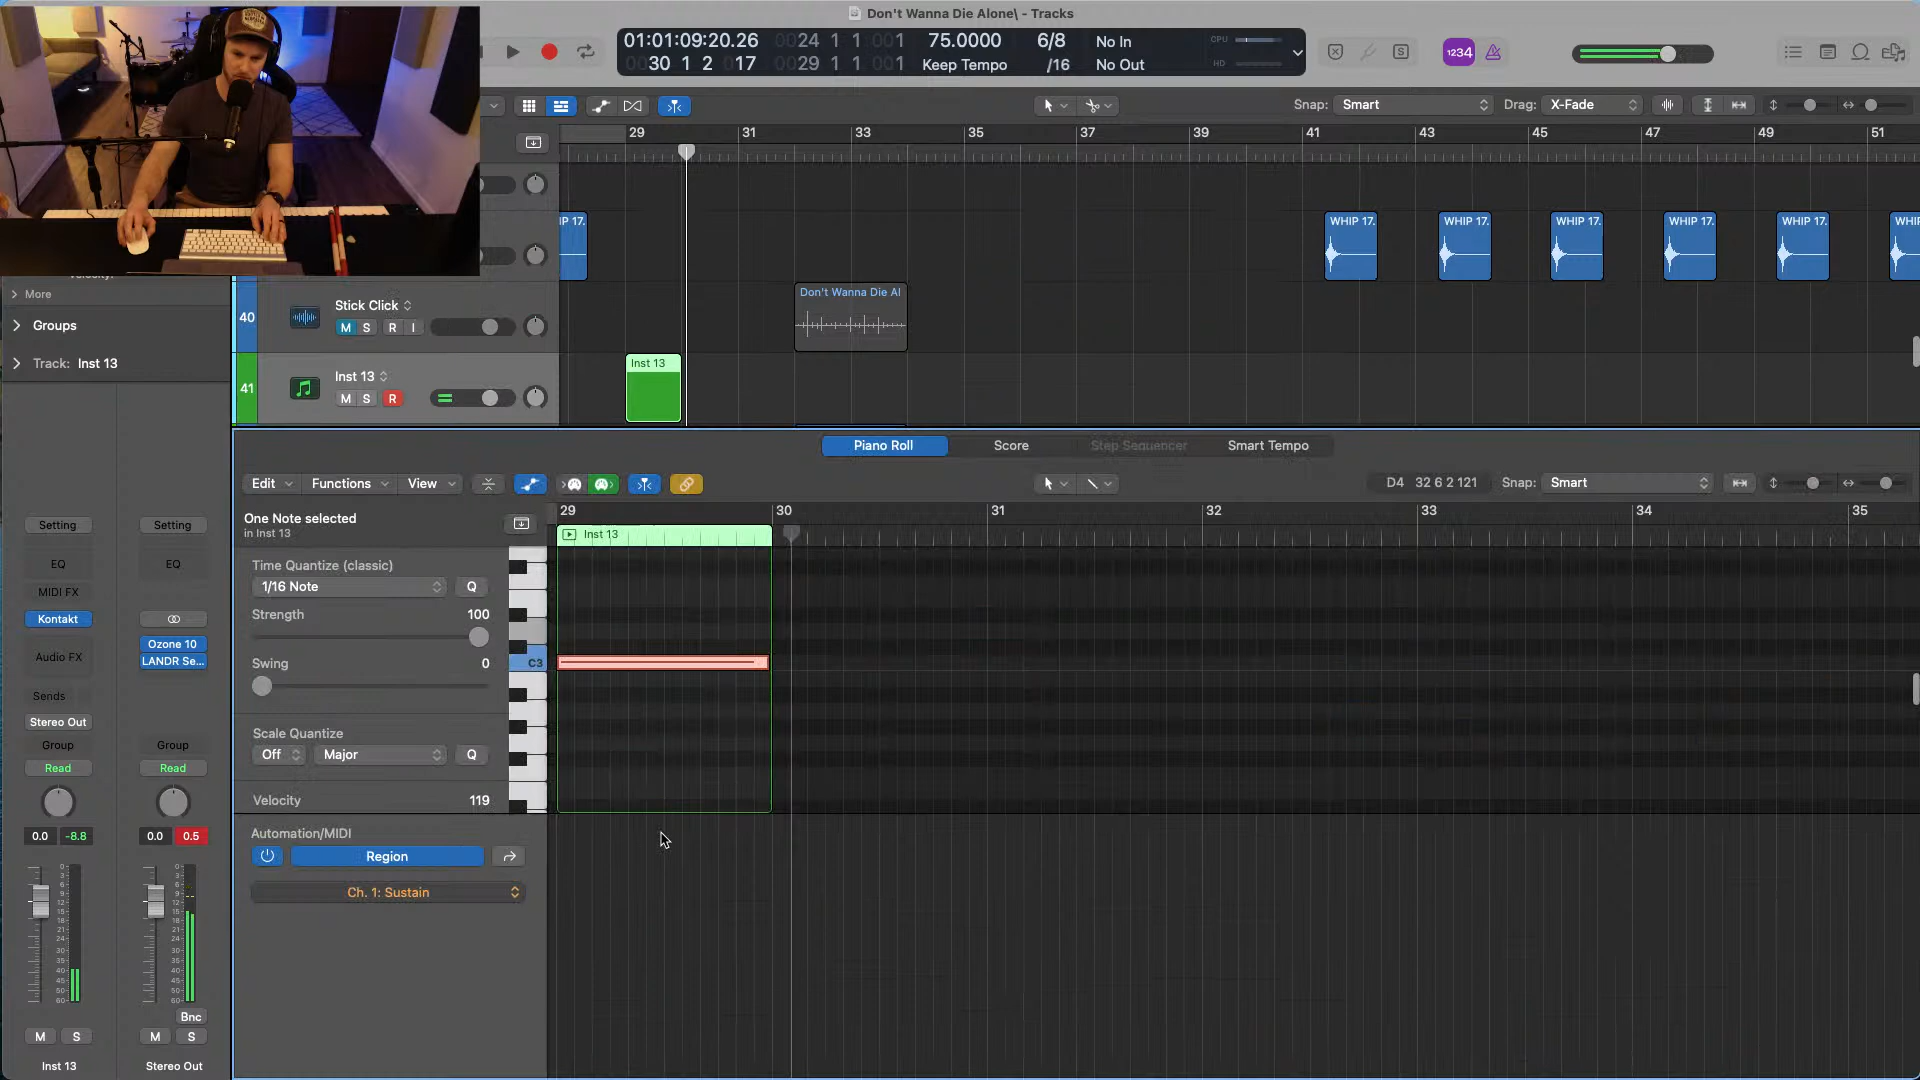 Don't Wanna Die Alone\ - Tracks
01:01:09:20.26 0024 1 1 001 75.0000 6/8 No In CPU
0030 1 2 017 0029 1 1 001 Keep Tempo /16 No Out HD
S 1234
Snap: Smart Drag: X-Fade
29 31 33 35 37 39 41 43 45 47 49 51
IP 17. WHIP 17. WHIP 17. WHIP 17. WHIP 17. WHIP 17. WHI
More
Don't Wanna Die Al
40 Stick Click
M S R I
Groups
Track: Inst 13
Inst 13
41 Inst 13
M S R
Piano Roll Score Step Sequencer Smart Tempo
Edit Functions View D4 32 6 2 121 Snap: Smart
29 30 31 32 33 34 35
One Note selected
in Inst 13
Inst 13
Setting Setting
EQ EQ
MIDI FX
Kontakt
Ozone 10
Audio FX LANDR Se...
Sends
Stereo Out
Group Group
Read Read
0.0 -8.8 0.0 0.5
Time Quantize (classic)
1/16 Note Q
Strength 100
Swing 0
C3
Scale Quantize
Off Major Q
Velocity 119
Automation/MIDI
Region
Ch. 1: Sustain
Bnc
M S M S
Inst 13 Stereo Out